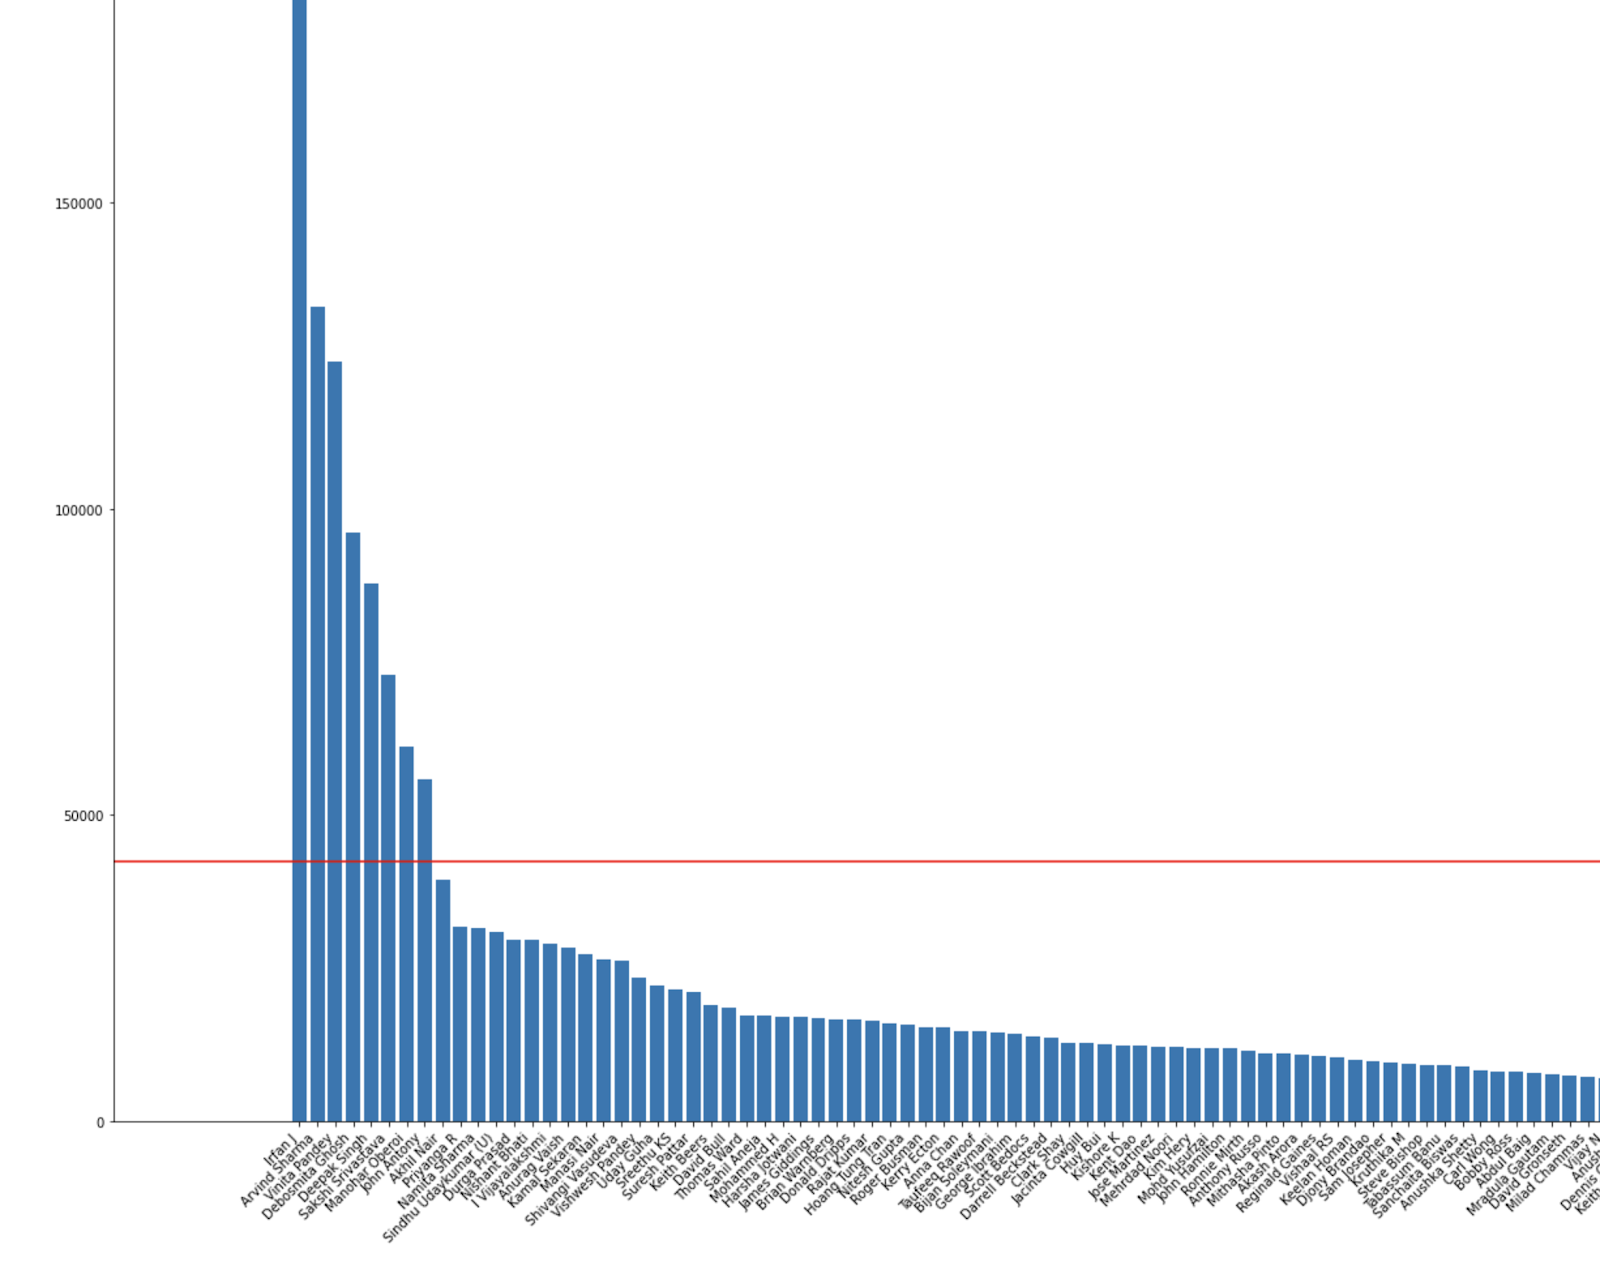 150000
100000
50000
0
Irfan J
Arvind Sharma
Vinita Pandey
Debosmita Ghosh
Deepak Singh
Sakshi Srivastava
Manohar Oberoi
John Antony
Akhil Nair
Priyanga R
Namita Sharma
Sindhu Udaykumar (U)
Durga Prasad
Nishant Bhati
I Vijayalakshmi
Anurag Vaish
Kamal Sekaran
Manasi Nair
Shivangi Vasudeva
Vishwesh Pandey
Uday Guha
Sreethu KS
Suresh Pattar
Keith Beers
David Bull
Thomas Ward
Sahil Aneja
Mohammed H
Harsha Jotwani
James Giddings
Brian Wanberg
Donald Dripps
Rajat Kumar
Hoang Tung Tran
Nitesh Gupta
Roger Busman
Kerry Ecton
Anna Chan
Taufeeq Rawoof
Bijan Soleymani
George Ibrahim
Scott Bedocs
Darrell Beckstead
Clark Shay
Jacinta Cowgill
Huy Bui
Kishore K
Kent Dao
Jose Martinez
Mehrdad Nori
Kim Hery
Mohd Yusufzai
John Hamilton
Ronnie Mirth
Anthony Russo
Mithasha Pinto
Akash Arora
Reginald Gaines
Vishaal RS
Keelan Homan
Djony Brandao
Sam Josepher
Kruthika M
Steve Bishop
Tabassum Banu
Sanchaita Biswas
Anushka Shetty
Carl Wong
Bobby Ross
Abdul Baig
Mradula Gautam
David Gronseth
Milad Chammas
Vijay N
Anush
Dennis
Keith